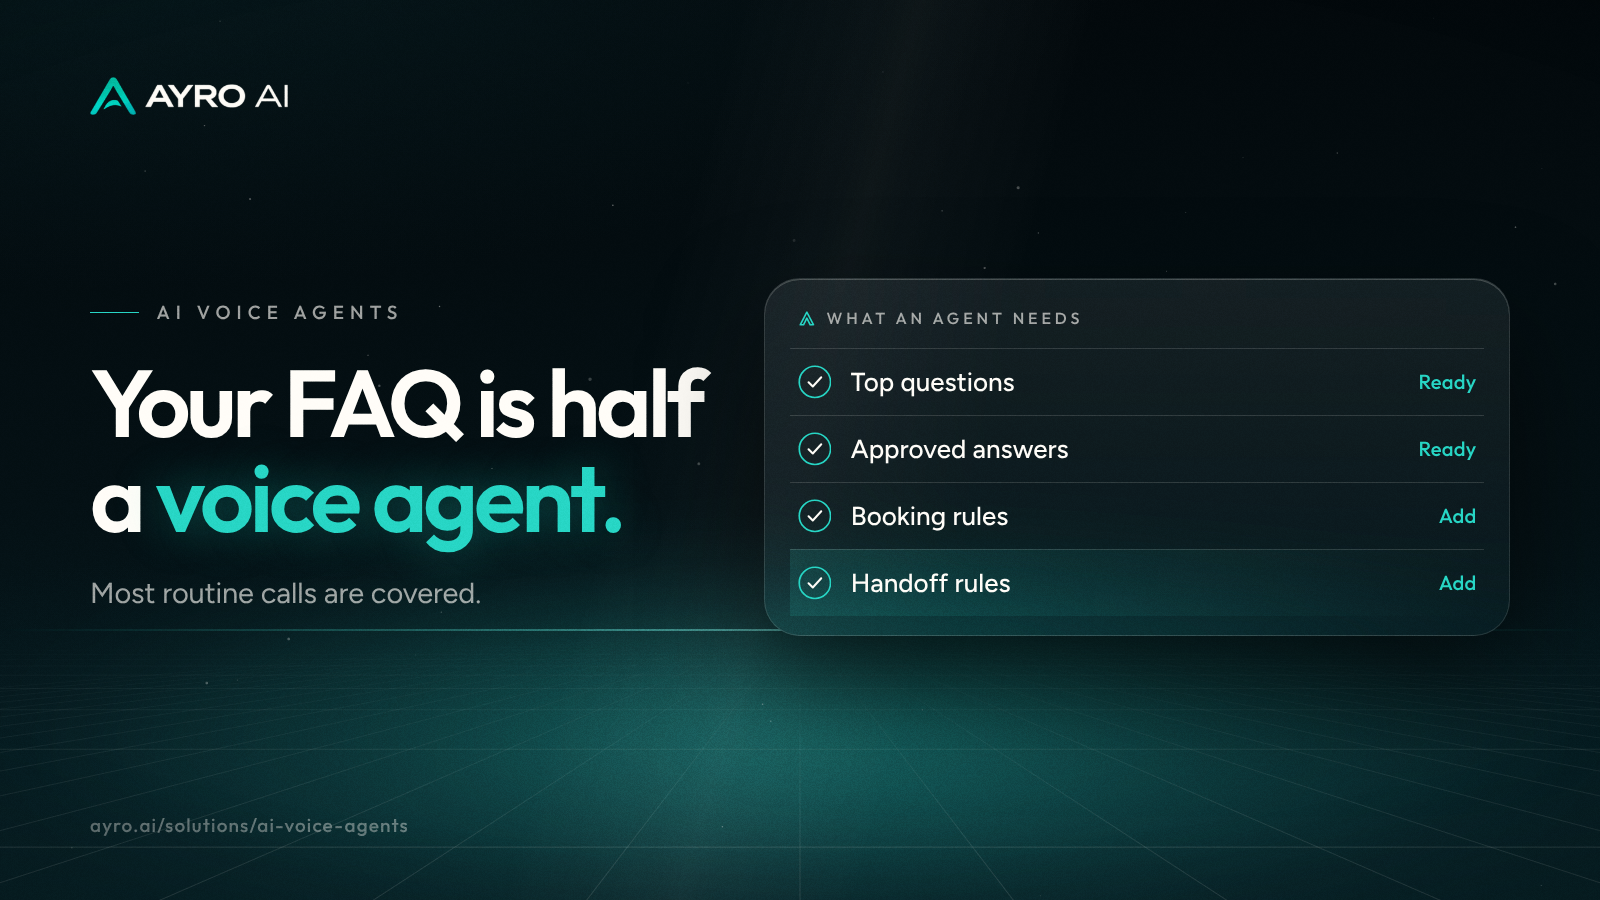 AYRO AI
AI VOICE AGENTS
Your FAQ is half
a voice agent.
Most routine calls are covered.
WHAT AN AGENT NEEDS
Top questions Ready
Approved answers Ready
Booking rules Add
Handoff rules Add
ayro.ai/solutions/ai-voice-agents